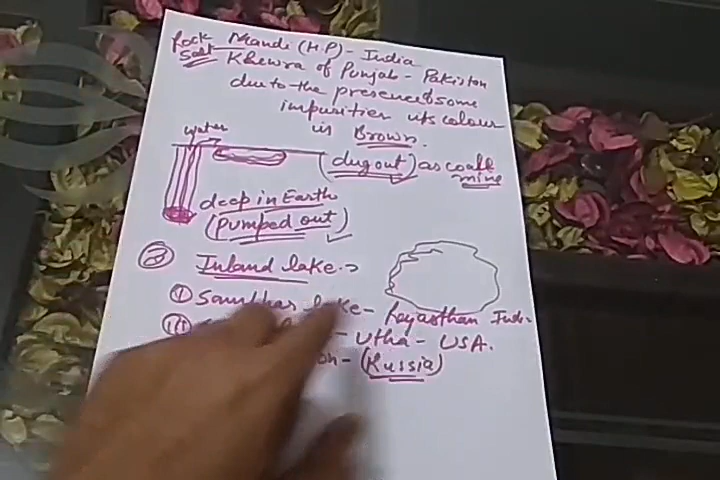 Rock Mandi (H.P) - India
Salt Khewra of Punjab - Pakistan
due to the presence of some
impurities its colour
is Brown.
water
(dug out) as coal
mine
deep in Earth
(pumped out)
② Inland lake →
(i) Sambhar lake - Rajasthan Ind.
(ii) - Utha - USA.
- (Russia)